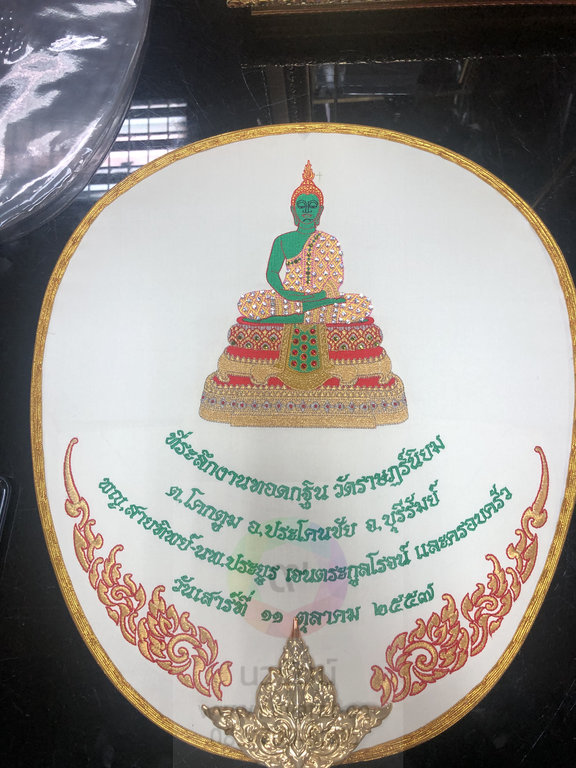 ที่ระลึกงานทอดกฐิน วัดราษฎร์นิยม
ต.โคกตูม อ.ประโคนชัย จ.บุรีรัมย์
พญ.สายทิพย์-นพ.ประยูร เจนตระกูลโรจน์ และครอบครัว
วันเสาร์ที่ ๑๑ ตุลาคม ๒๕๕๗